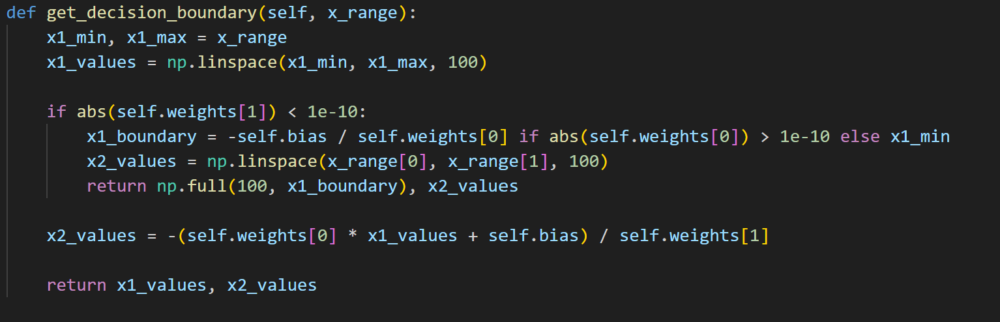 def get_decision_boundary(self, x_range):
    x1_min, x1_max = x_range
    x1_values = np.linspace(x1_min, x1_max, 100)

    if abs(self.weights[1]) < 1e-10:
        x1_boundary = -self.bias / self.weights[0] if abs(self.weights[0]) > 1e-10 else x1_min
        x2_values = np.linspace(x_range[0], x_range[1], 100)
        return np.full(100, x1_boundary), x2_values

    x2_values = -(self.weights[0] * x1_values + self.bias) / self.weights[1]

    return x1_values, x2_values